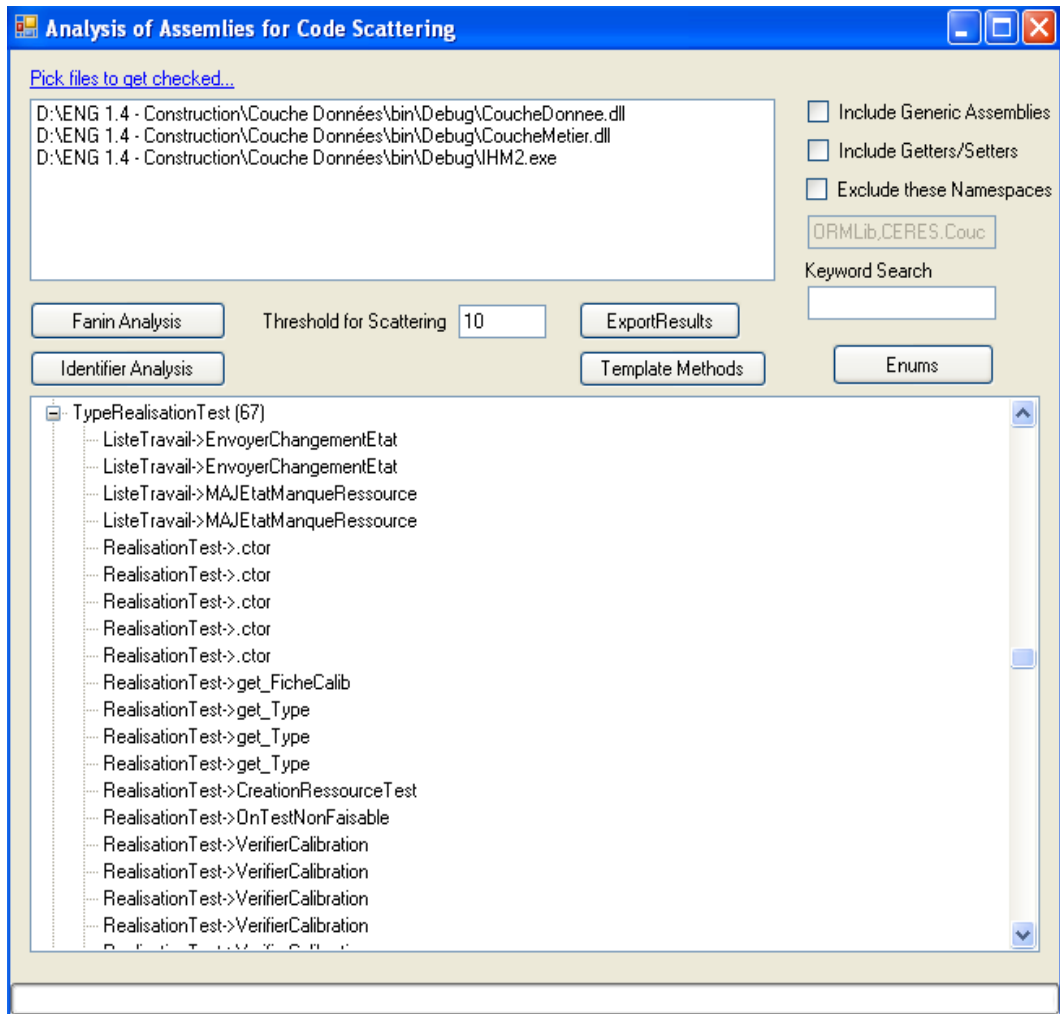 Analysis of Assemlies for Code Scattering
Pick files to get checked...
D:\ENG 1.4 - Construction\Couche Données\bin\Debug\CoucheDonnee.dll
D:\ENG 1.4 - Construction\Couche Données\bin\Debug\CoucheMetier.dll
D:\ENG 1.4 - Construction\Couche Données\bin\Debug\IHM2.exe
Include Generic Assemblies
Include Getters/Setters
Exclude these Namespaces
ORMLib,CERES.Couc
Keyword Search
Fanin Analysis
Threshold for Scattering
10
ExportResults
Identifier Analysis
Template Methods
Enums
TypeRealisationTest (67)
ListeTravail->EnvoyerChangementEtat
ListeTravail->EnvoyerChangementEtat
ListeTravail->MAJEtatManqueRessource
ListeTravail->MAJEtatManqueRessource
RealisationTest->.ctor
RealisationTest->.ctor
RealisationTest->.ctor
RealisationTest->.ctor
RealisationTest->.ctor
RealisationTest->get_FicheCalib
RealisationTest->get_Type
RealisationTest->get_Type
RealisationTest->get_Type
RealisationTest->CreationRessourceTest
RealisationTest->OnTestNonFaisable
RealisationTest->VerifierCalibration
RealisationTest->VerifierCalibration
RealisationTest->VerifierCalibration
RealisationTest->VerifierCalibration